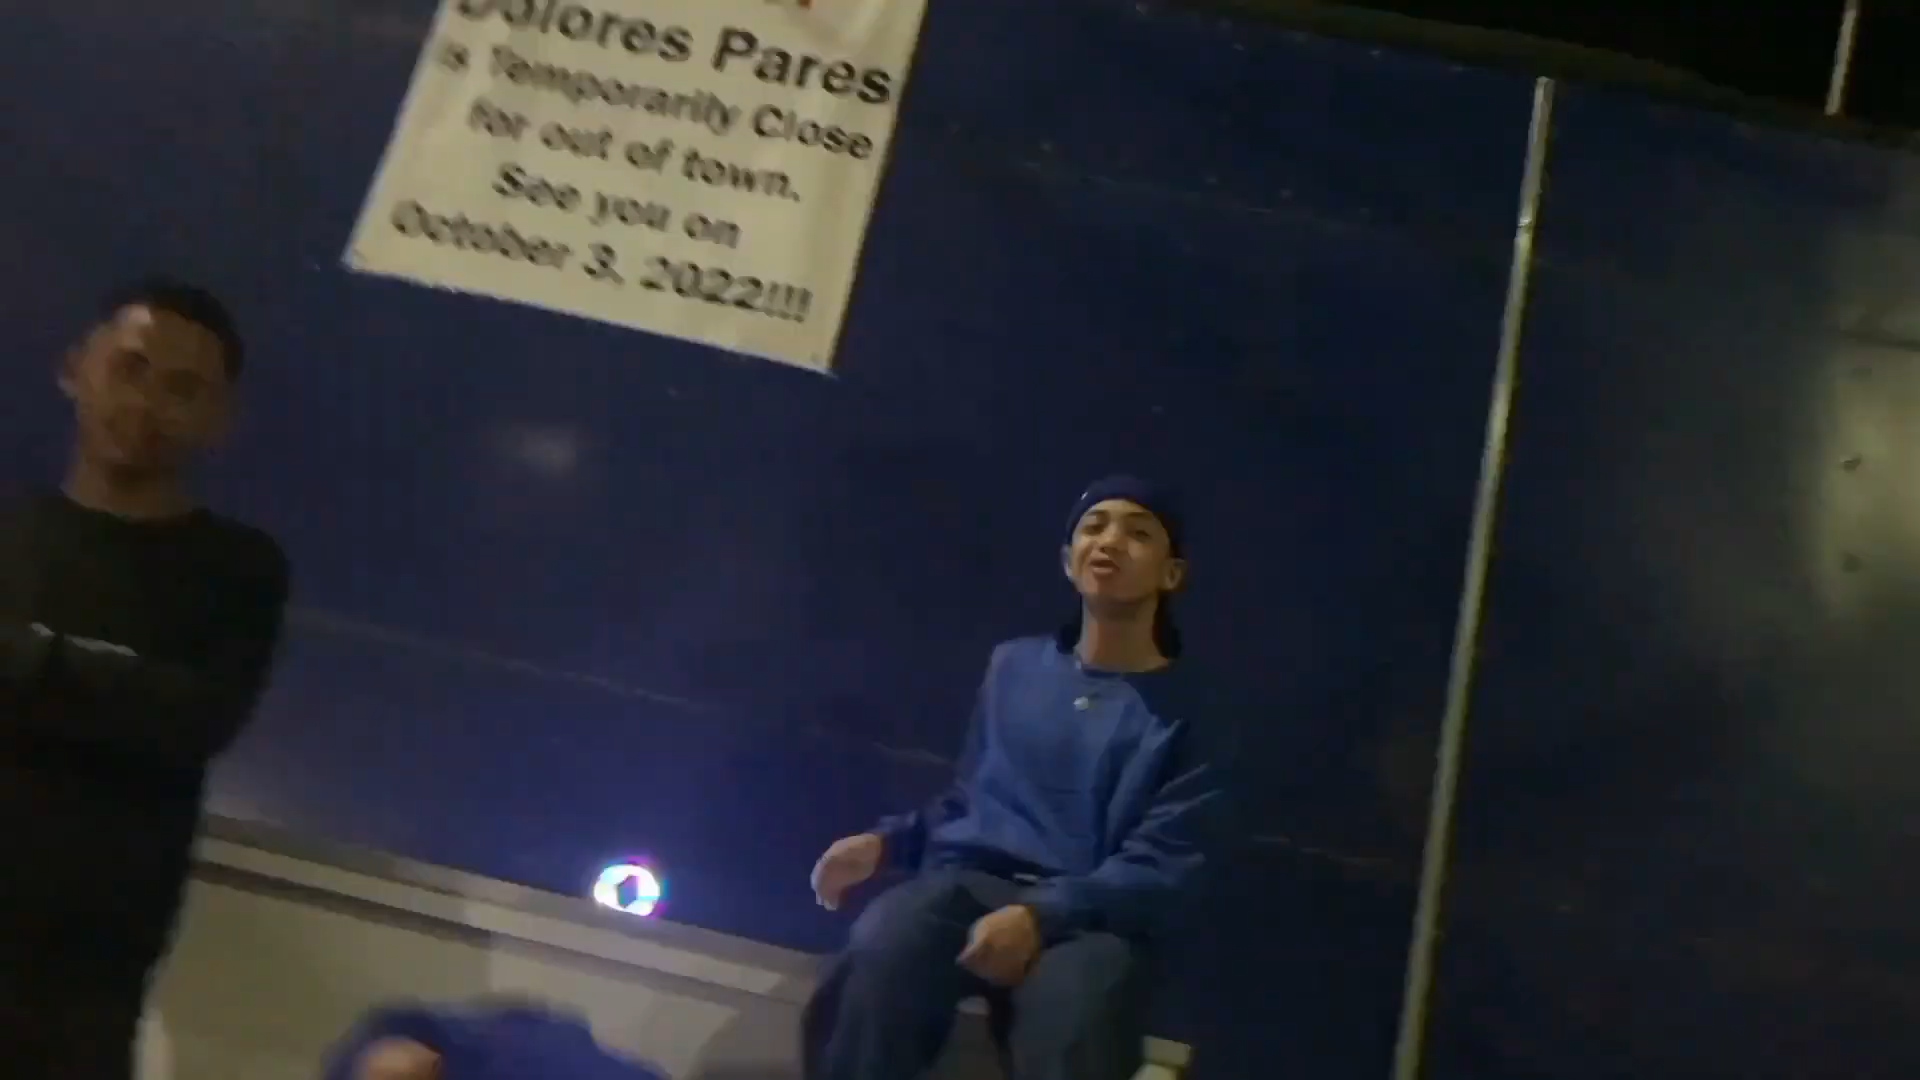 Dolores Pares
is Temporarily Close
for out of town.
See you on
October 3, 2022!!!